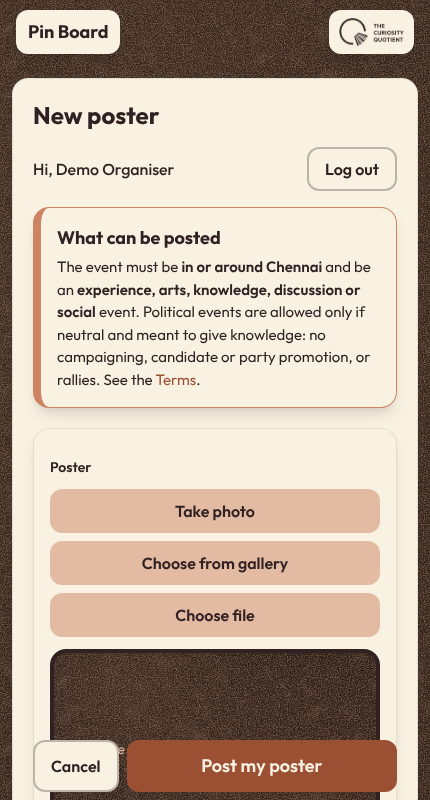 Pin Board
THE
CURIOSITY
QUOTIENT
New poster
Hi, Demo Organiser
Log out
What can be posted
The event must be in or around Chennai and be
an experience, arts, knowledge, discussion or
social event. Political events are allowed only if
neutral and meant to give knowledge: no
campaigning, candidate or party promotion, or
rallies. See the Terms.
Poster
Take photo
Choose from gallery
Choose file
Cancel
Post my poster